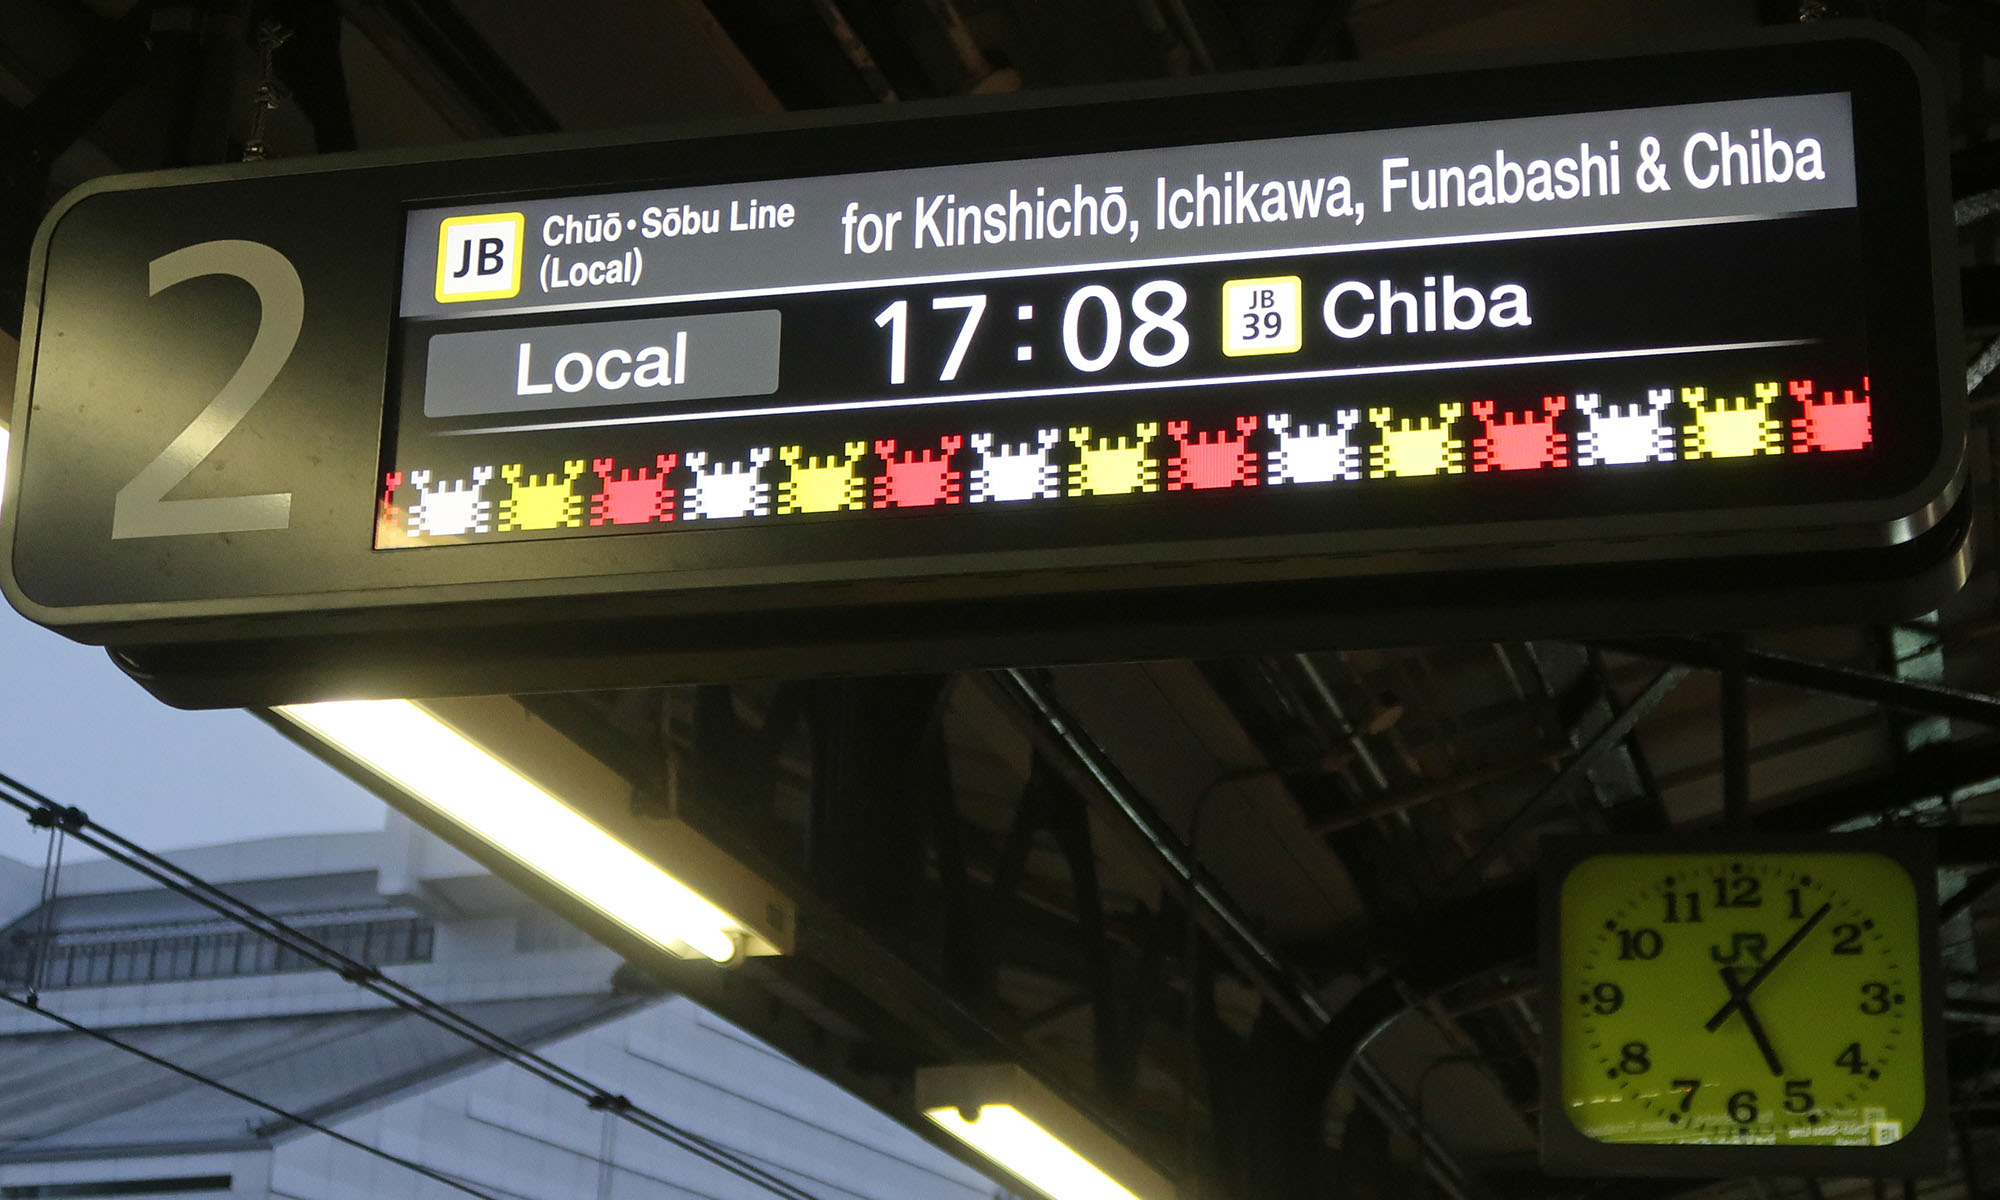 2
JB
Chūō・Sōbu Line
(Local)
for Kinshichō, Ichikawa, Funabashi & Chiba
Local
17:08
JB
39
Chiba
12
1
2
3
4
5
6
7
8
9
10
11
JR